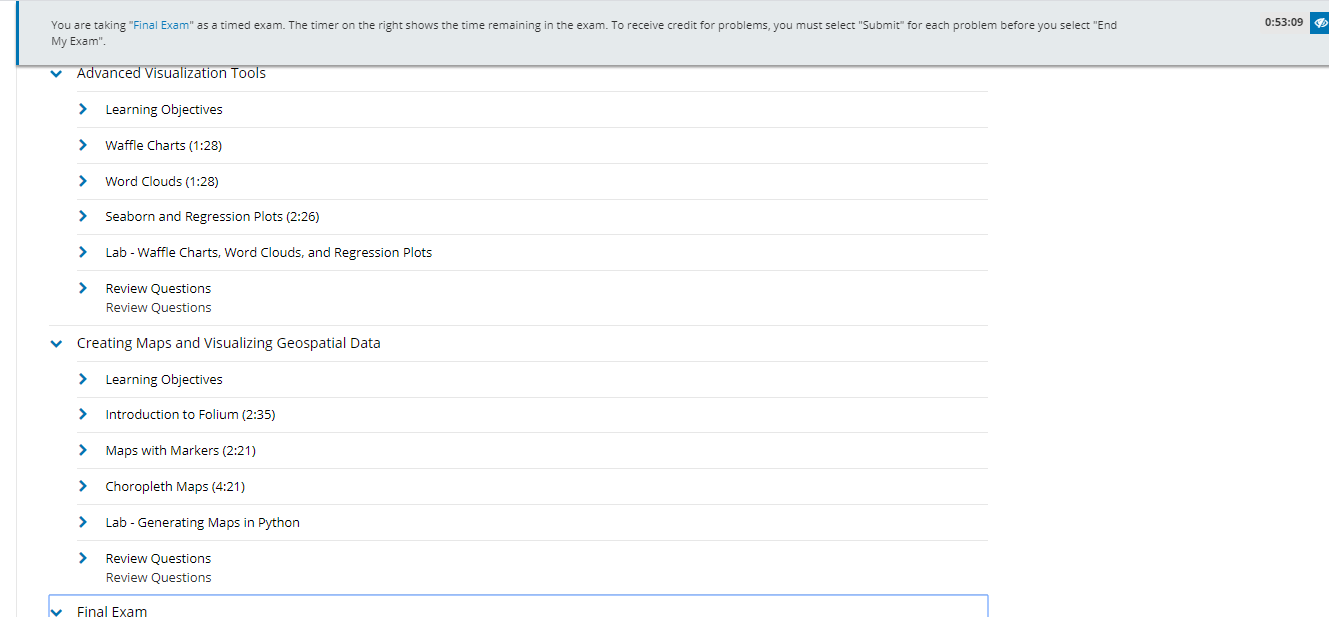 You are taking "Final Exam" as a timed exam. The timer on the right shows the time remaining in the exam. To receive credit for problems, you must select "Submit" for each problem before you select "End
My Exam".
0:53:09
Advanced Visualization Tools
Learning Objectives
Waffle Charts (1:28)
Word Clouds (1:28)
Seaborn and Regression Plots (2:26)
Lab - Waffle Charts, Word Clouds, and Regression Plots
Review Questions
Review Questions
Creating Maps and Visualizing Geospatial Data
Learning Objectives
Introduction to Folium (2:35)
Maps with Markers (2:21)
Choropleth Maps (4:21)
Lab - Generating Maps in Python
Review Questions
Review Questions
Final Exam